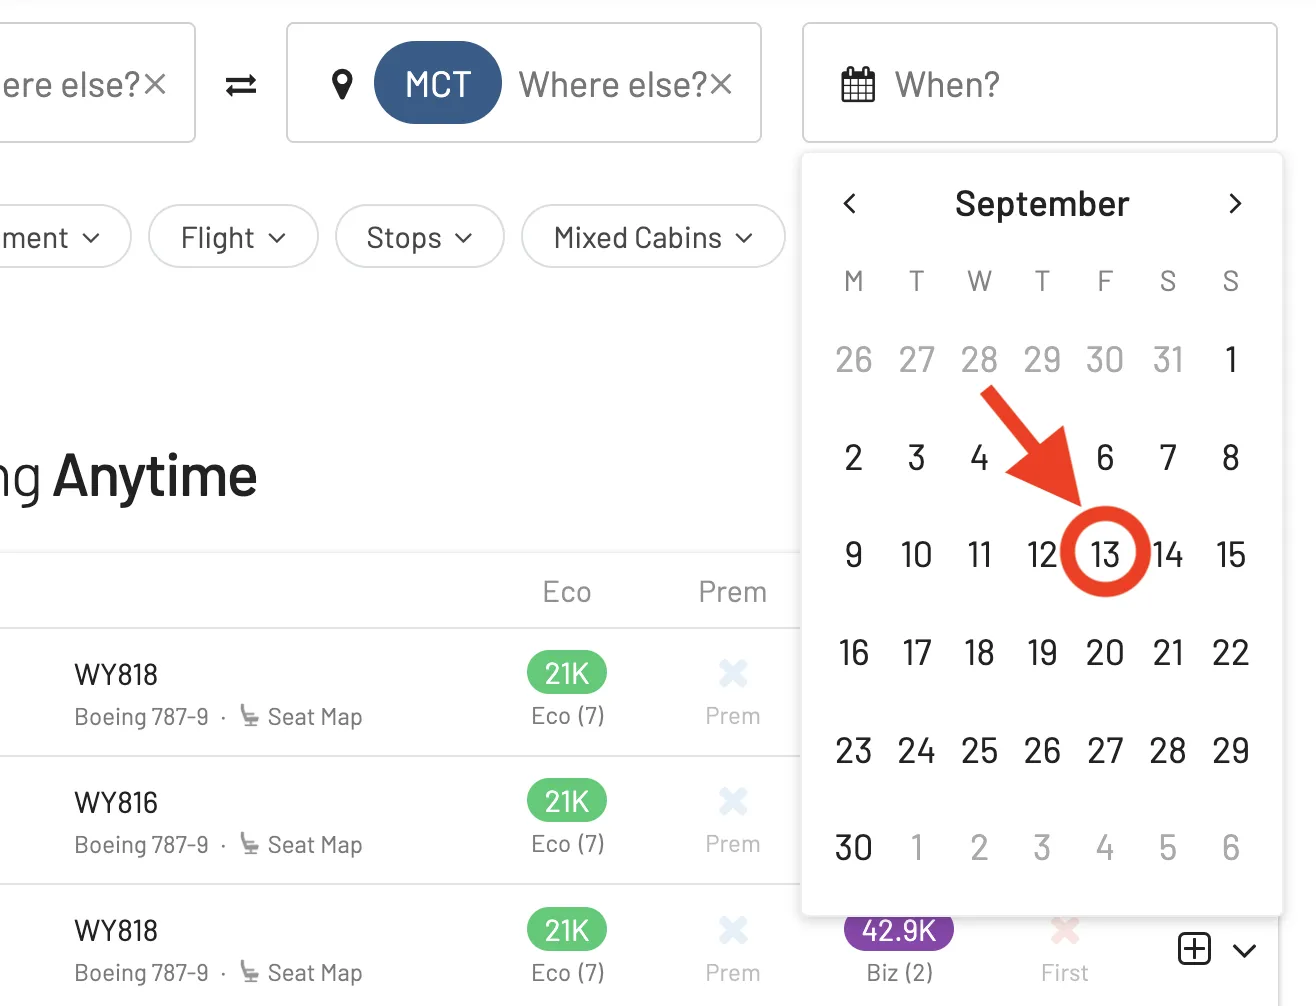 ere else?
MCT Where else?
When?
ment
Flight
Stops
Mixed Cabins
September
M T W T F S S
26 27 28 29 30 31 1
2 3 4 6 7 8
9 10 11 12 13 14 15
16 17 18 19 20 21 22
23 24 25 26 27 28 29
30 1 2 3 4 5 6
ng Anytime
Eco Prem
WY818 21K
Boeing 787-9 · Seat Map Eco (7) Prem
WY816 21K
Boeing 787-9 · Seat Map Eco (7) Prem
WY818 21K 42.9K
Boeing 787-9 · Seat Map Eco (7) Prem Biz (2) First